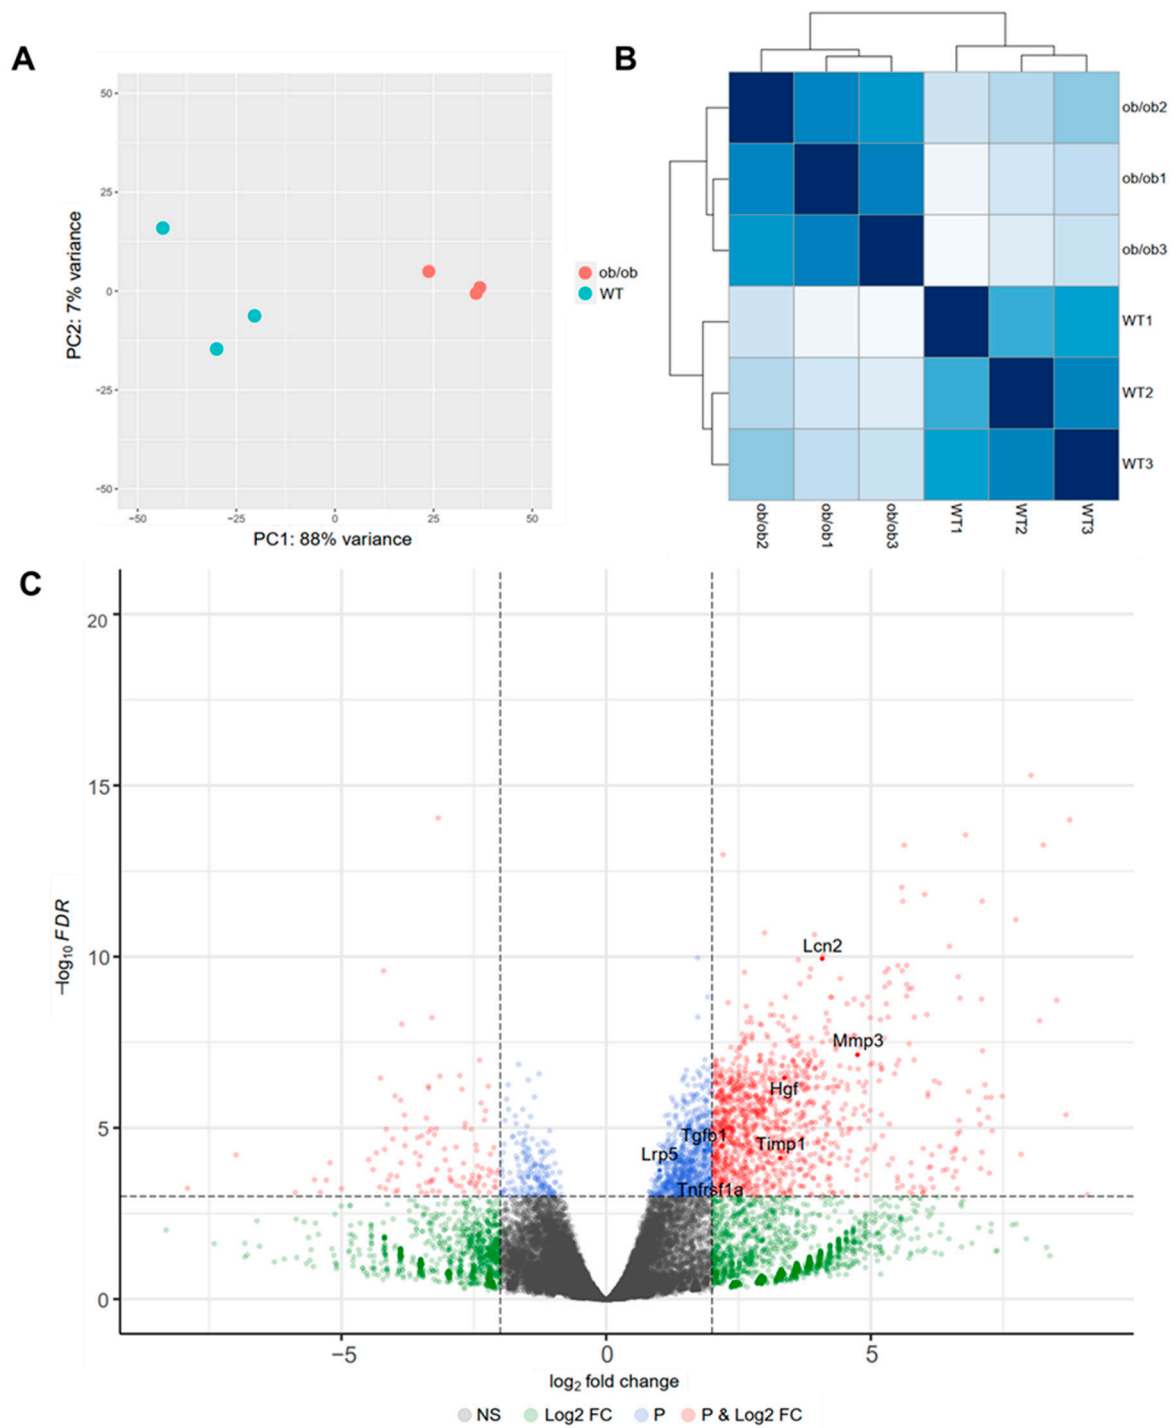 A
50
25
0
−25
−50
PC2: 7% variance
−50 −25 0 25 50
PC1: 88% variance
ob/ob
WT
B
ob/ob2
ob/ob1
ob/ob3
WT1
WT2
WT3
ob/ob2 ob/ob1 ob/ob3 WT1 WT2 WT3
C
20
15
10
5
0
−log10 FDR
Lcn2
Mmp3
Hgf
Tgfb1
Timp1
Lrp5
Tnfrsf1a
−5 0 5
log2 fold change
NS Log2 FC P P & Log2 FC